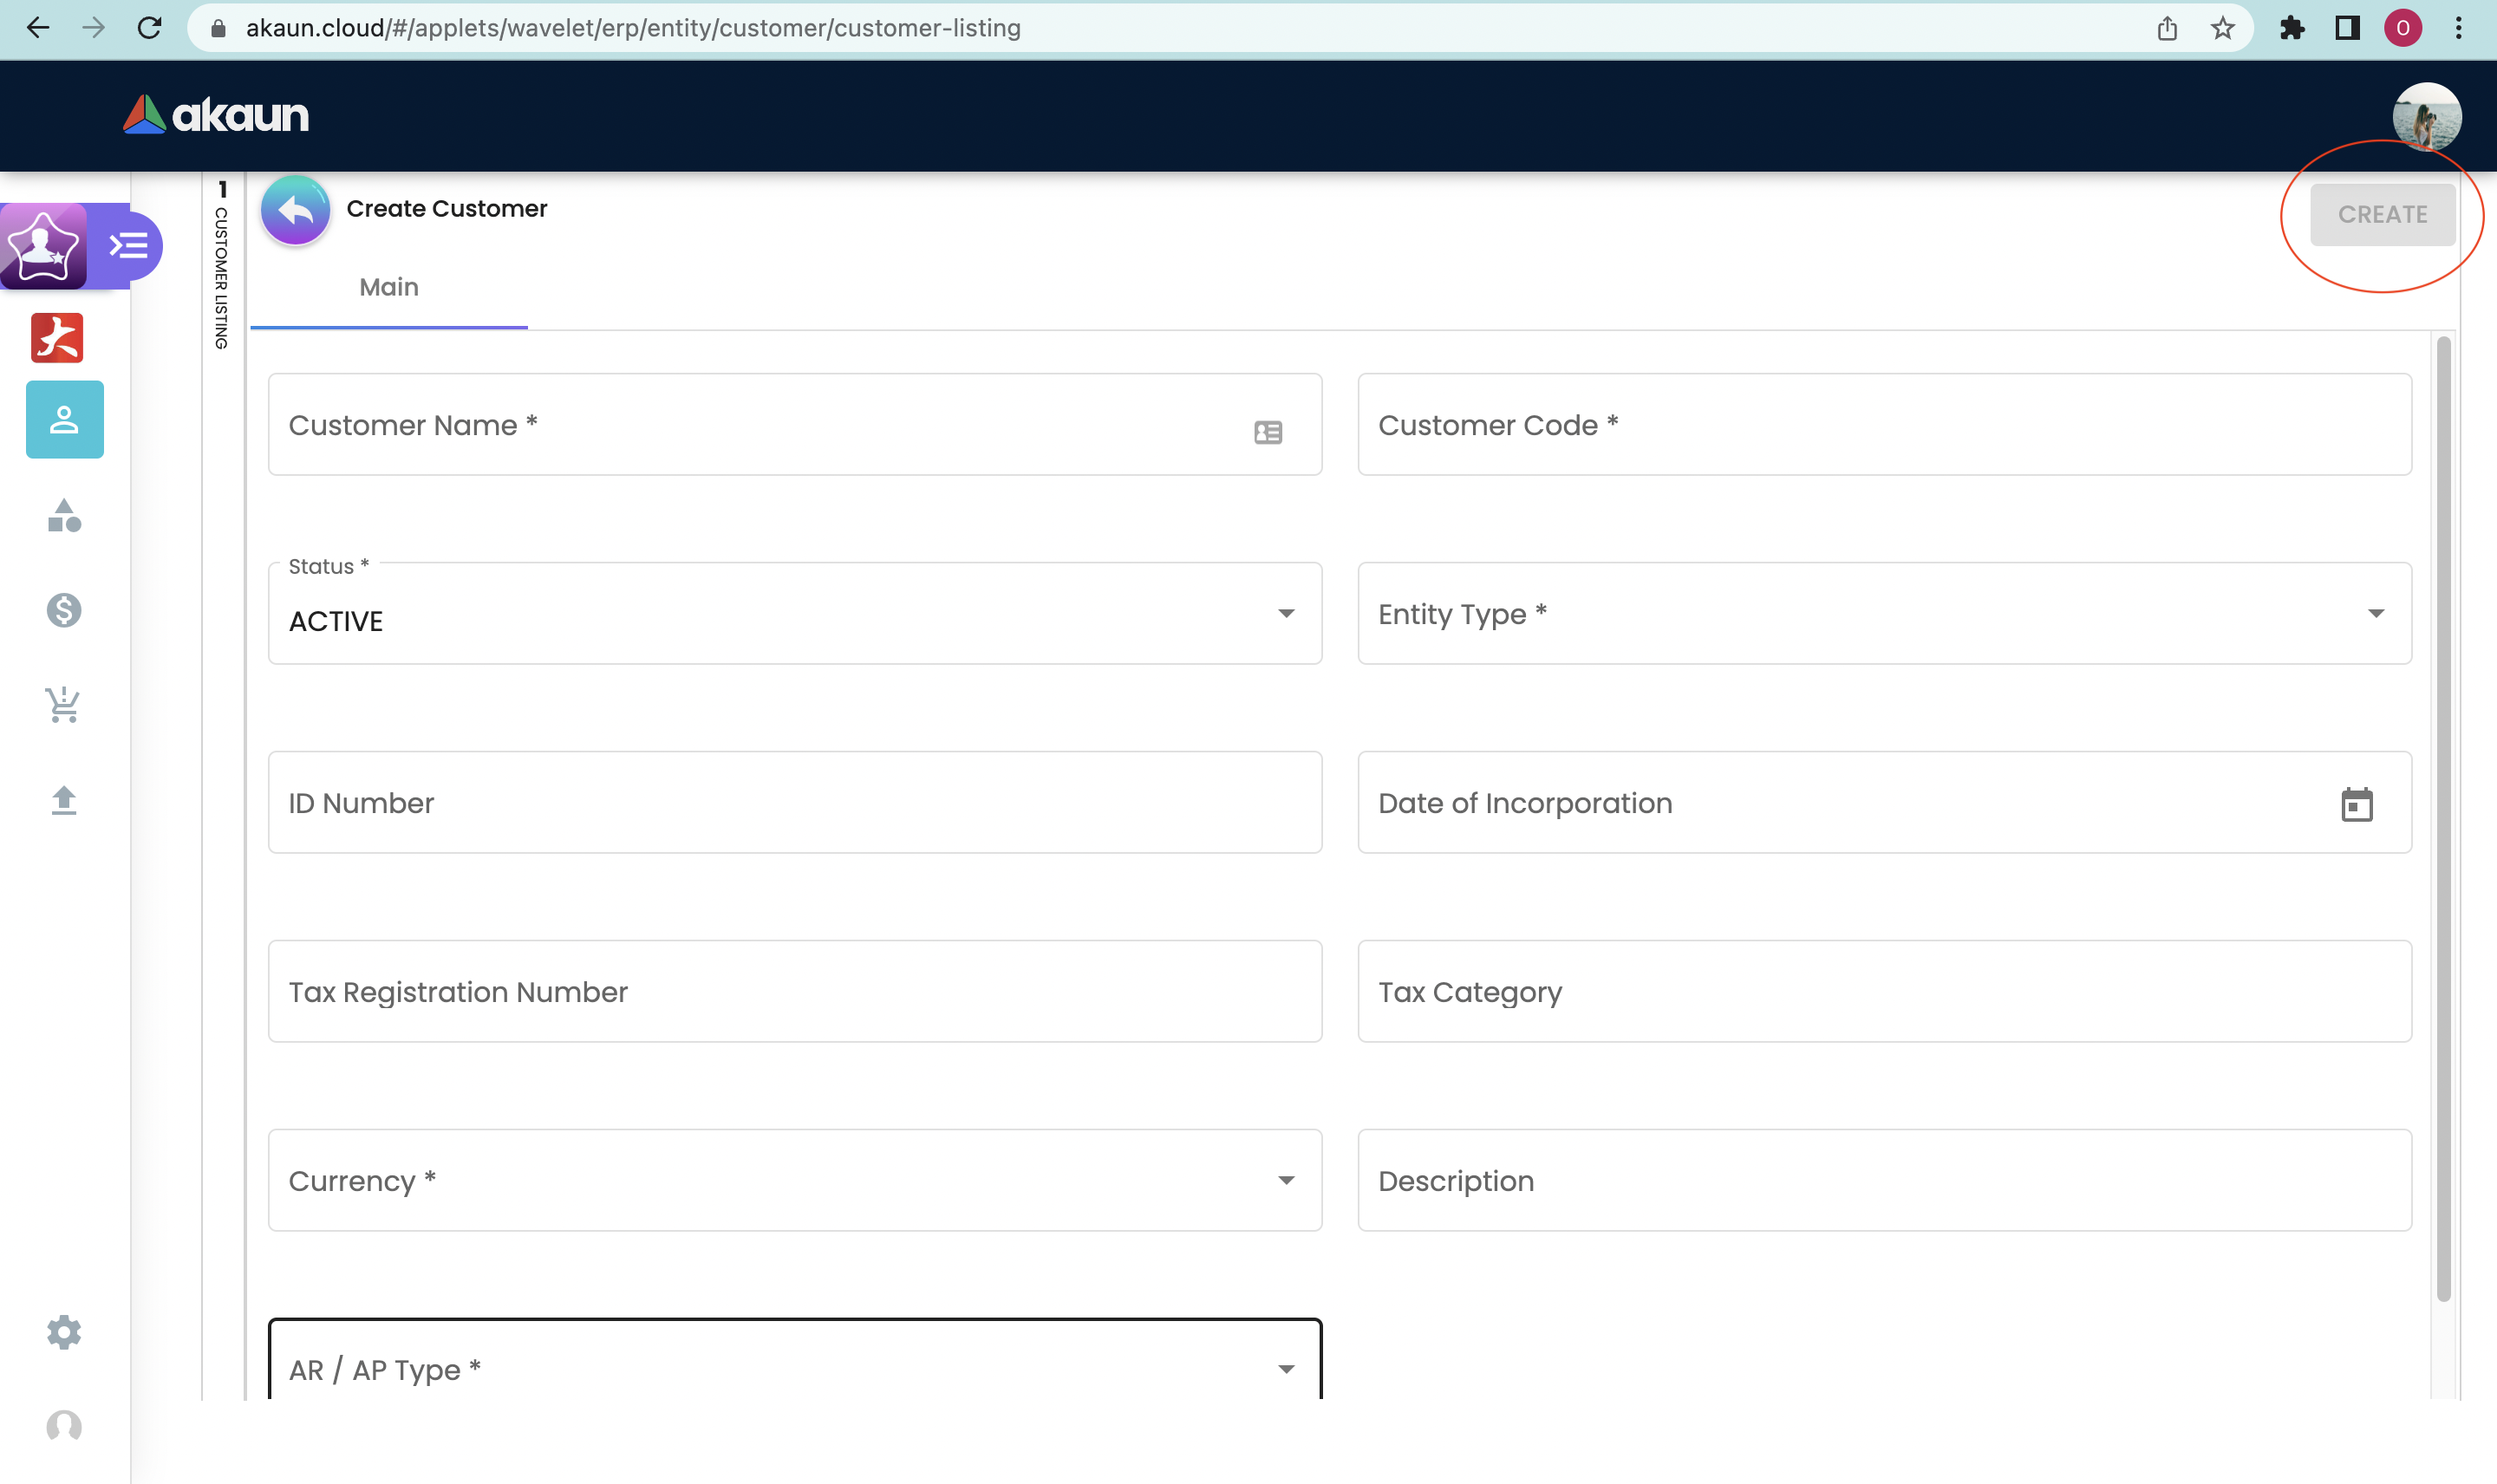 akaun.cloud/#/applets/wavelet/erp/entity/customer/customer-listing
O
akaun
1 CUSTOMER LISTING
Create Customer
CREATE
Main
Customer Name *
Customer Code *
Status *
ACTIVE
Entity Type *
ID Number
Date of Incorporation
Tax Registration Number
Tax Category
Currency *
Description
AR / AP Type *